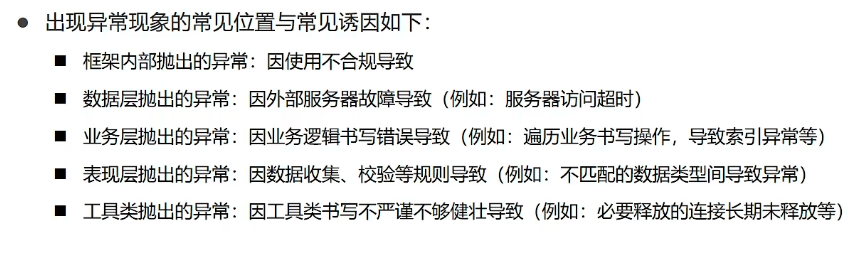 ● 出现异常现象的常见位置与常见诱因如下：
■ 框架内部抛出的异常：因使用不合规导致
■ 数据层抛出的异常：因外部服务器故障导致（例如：服务器访问超时）
■ 业务层抛出的异常：因业务逻辑书写错误导致（例如：遍历业务书写操作，导致索引异常等）
■ 表现层抛出的异常：因数据收集、校验等规则导致（例如：不匹配的数据类型间导致异常）
■ 工具类抛出的异常：因工具类书写不严谨不够健壮导致（例如：必要释放的连接长期未释放等）